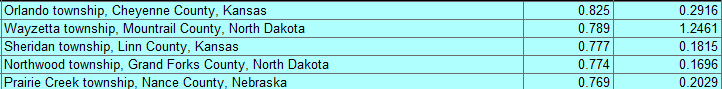 Orlando township, Cheyenne County, Kansas 0.825 0.2916
Wayzetta township, Mountrail County, North Dakota 0.789 1.2461
Sheridan township, Linn County, Kansas 0.777 0.1815
Northwood township, Grand Forks County, North Dakota 0.774 0.1696
Prairie Creek township, Nance County, Nebraska 0.769 0.2029